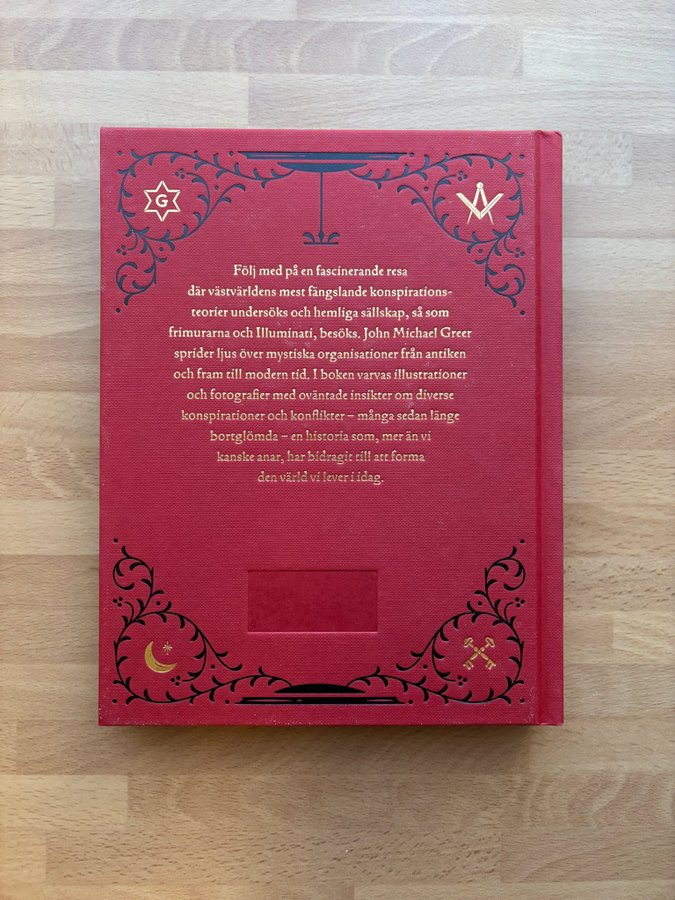 G
Följ med på en fascinerande resa
där västvärldens mest fängslande konspirations-
teorier undersöks och hemliga sällskap, så som
frimurarna och Illuminati, besöks. John Michael Greer
sprider ljus över mystiska organisationer från antiken
och fram till modern tid. I boken varvas illustrationer
och fotografier med oväntade insikter om diverse
konspirationer och konflikter – många sedan länge
bortglömda – en historia som, mer än vi
kanske anar, har bidragit till att forma
den värld vi lever i idag.